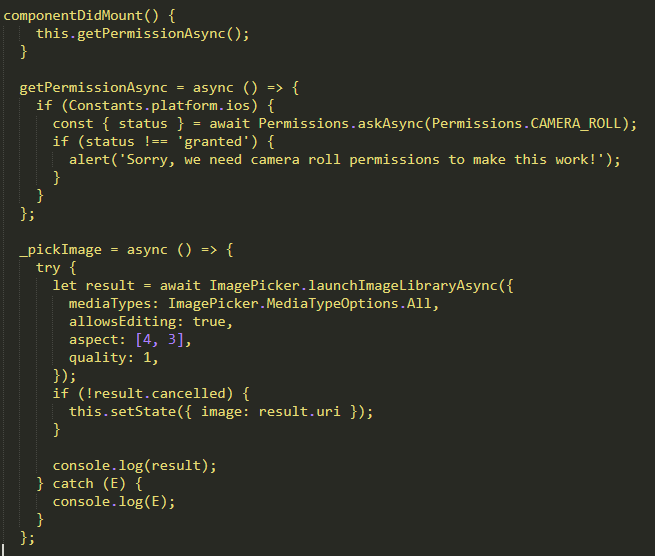 componentDidMount() {
    this.getPermissionAsync();
  }

  getPermissionAsync = async () => {
    if (Constants.platform.ios) {
      const { status } = await Permissions.askAsync(Permissions.CAMERA_ROLL);
      if (status !== 'granted') {
        alert('Sorry, we need camera roll permissions to make this work!');
      }
    }
  };

  _pickImage = async () => {
    try {
      let result = await ImagePicker.launchImageLibraryAsync({
        mediaTypes: ImagePicker.MediaTypeOptions.All,
        allowsEditing: true,
        aspect: [4, 3],
        quality: 1,
      });
      if (!result.cancelled) {
        this.setState({ image: result.uri });
      }

      console.log(result);
    } catch (E) {
      console.log(E);
    }
  };